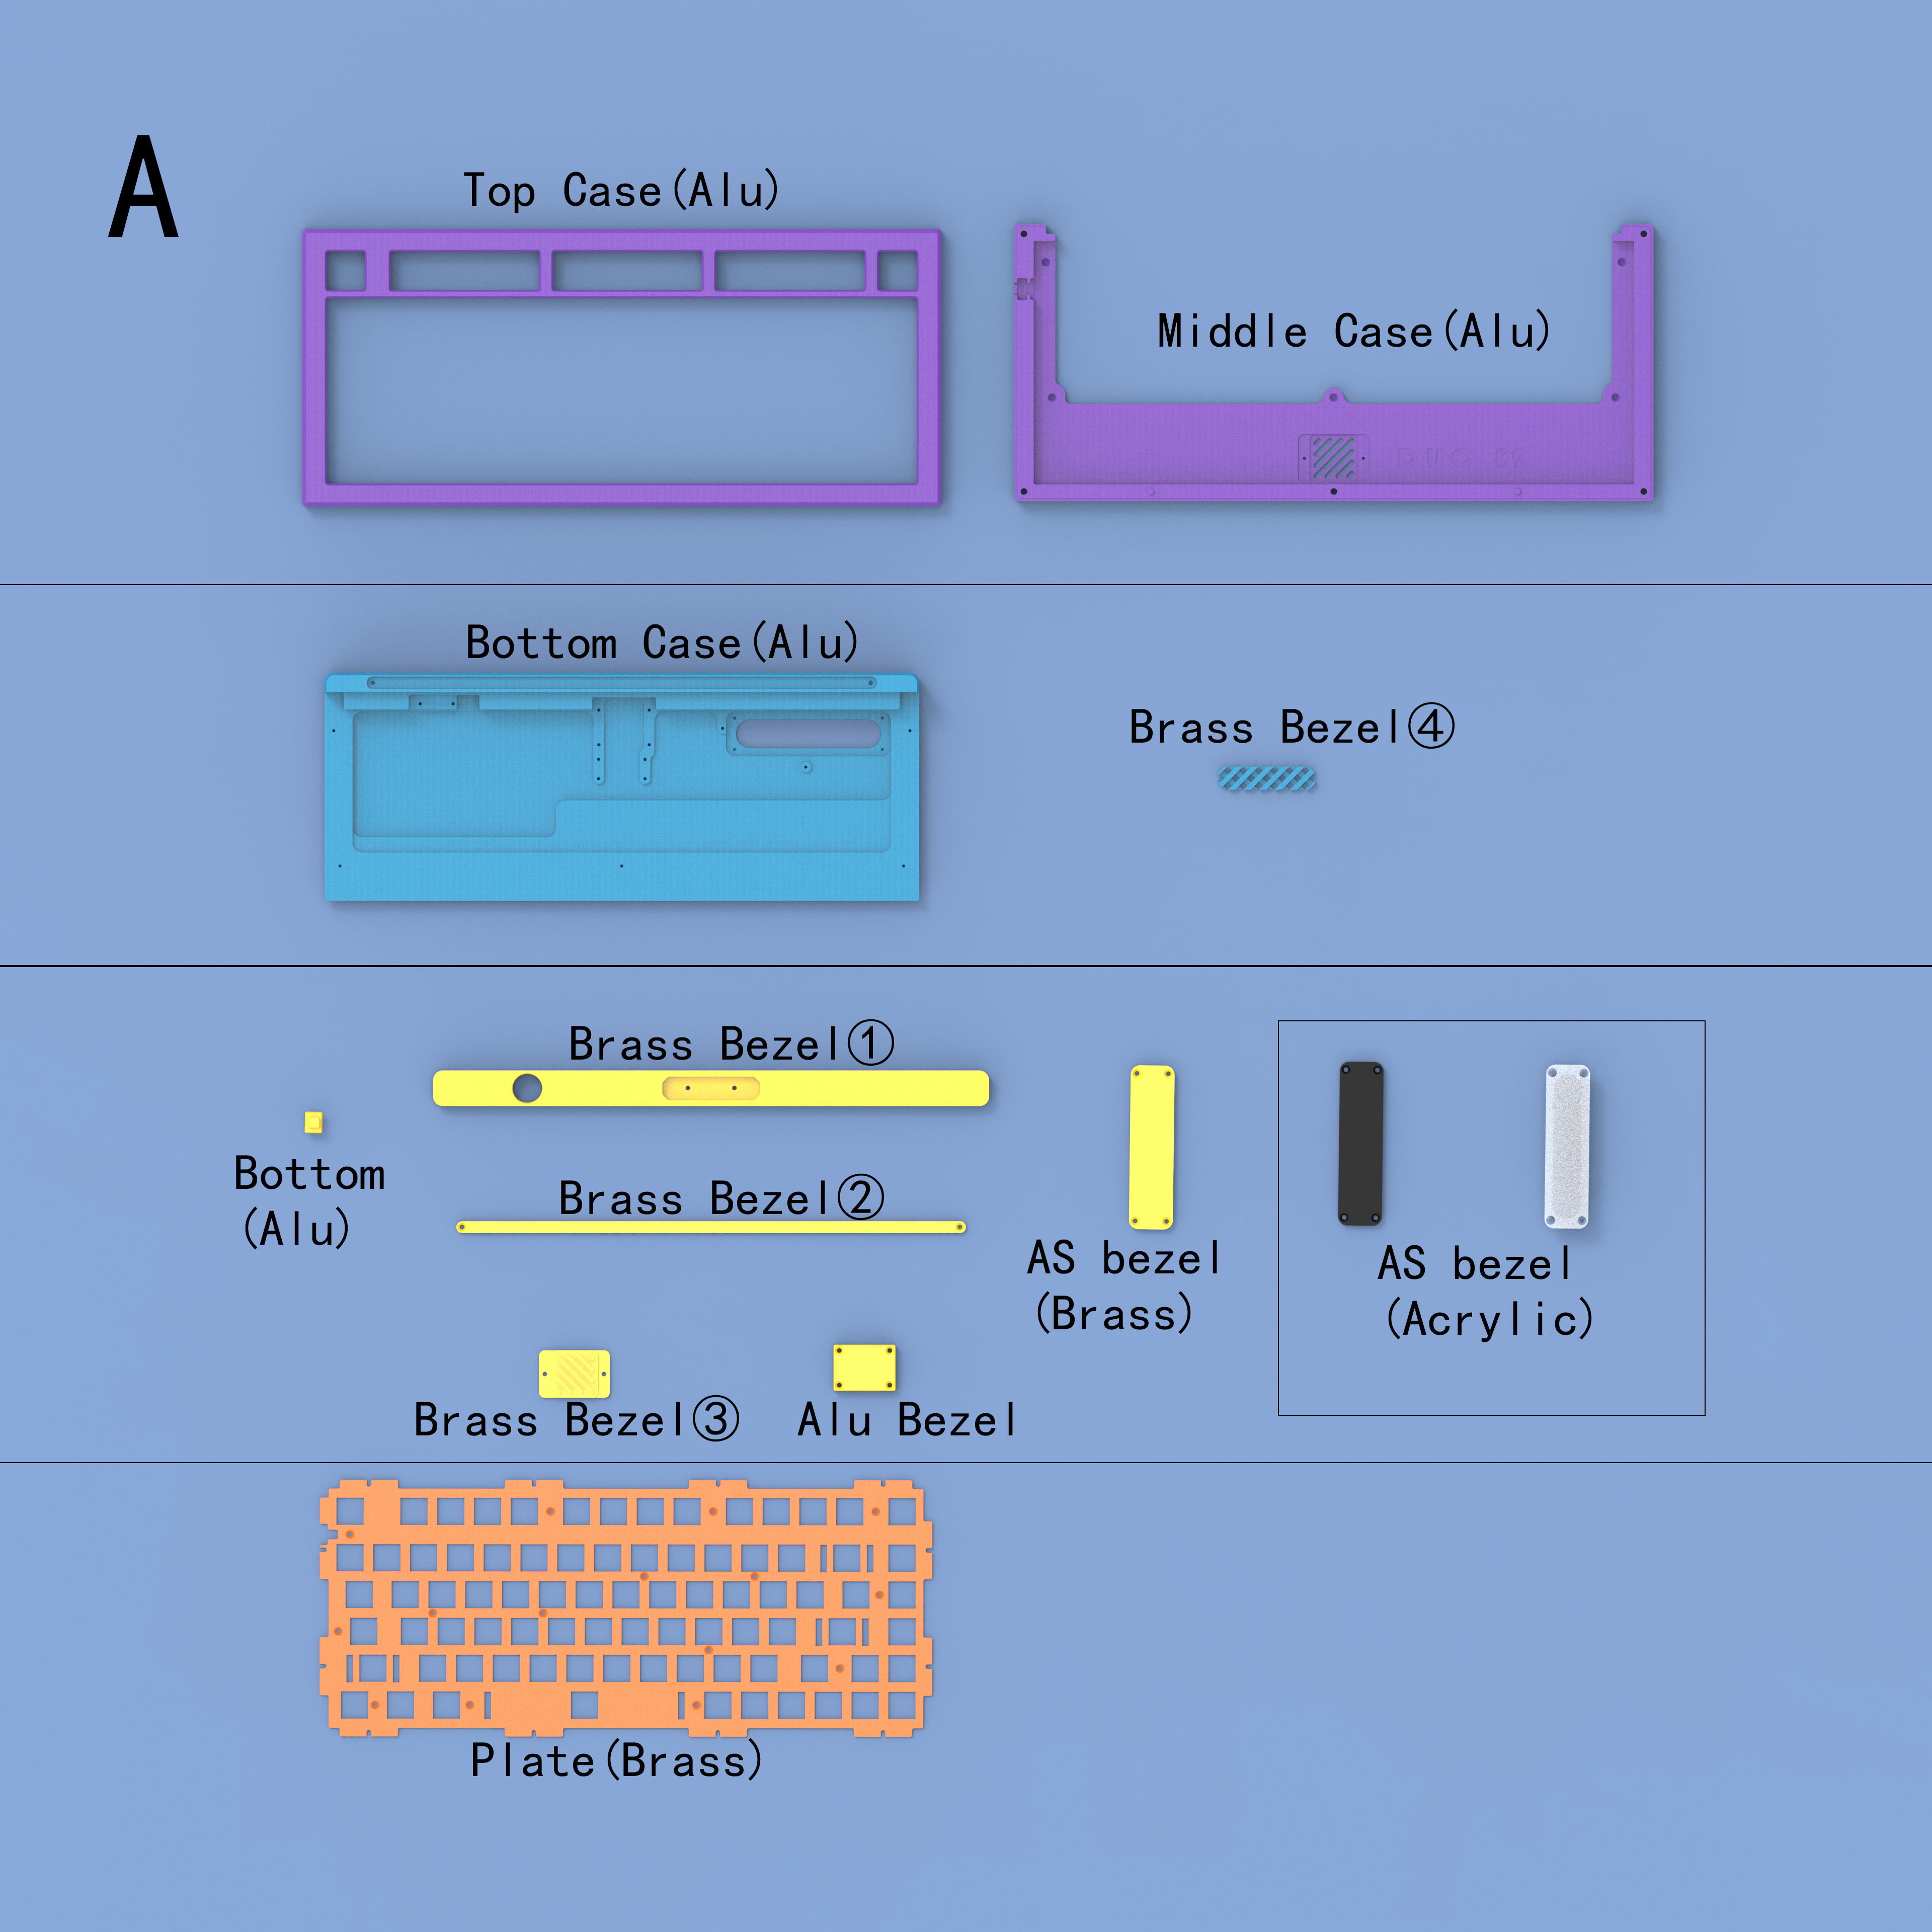 A
Top Case(Alu)
Middle Case(Alu)
Bottom Case(Alu)
Brass Bezel④
Brass Bezel①
Bottom
(Alu)
Brass Bezel②
AS bezel
(Brass)
AS bezel
(Acrylic)
Brass Bezel③
Alu Bezel
Plate(Brass)